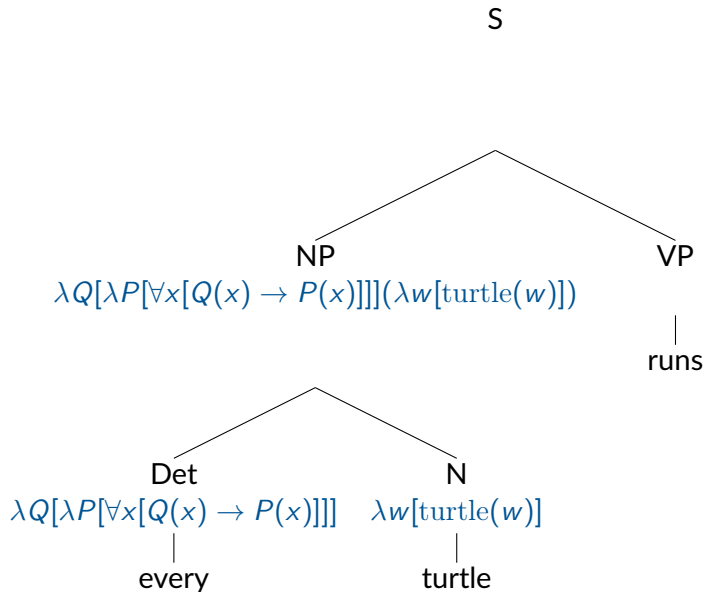 S
NP VP
λQ[λP[∀x[Q(x) → P(x)]]](λw[turtle(w)])
runs
Det N
λQ[λP[∀x[Q(x) → P(x)]]] λw[turtle(w)]
every turtle